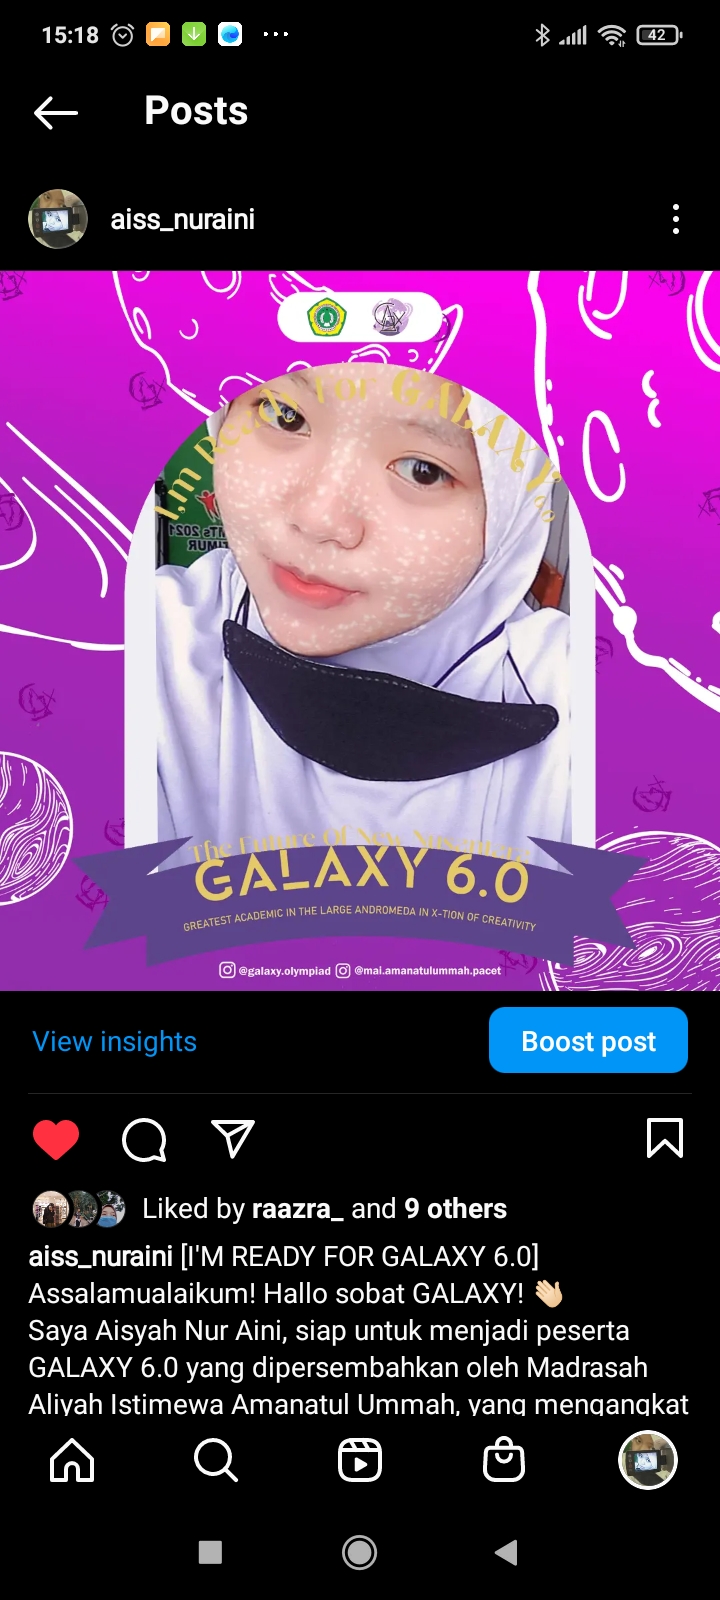 15:18
42
Posts
aiss_nuraini
I,m Ready For GALAXY 6.0
MTs 2021
TIMUR
The Future Of New Nusantara
GALAXY 6.0
GREATEST ACADEMIC IN THE LARGE ANDROMEDA IN X-TION OF CREATIVITY
@galaxy.olympiad @mai.amanatulummah.pacet
View insights
Boost post
Liked by raazra_ and 9 others
aiss_nuraini [I'M READY FOR GALAXY 6.0]
Assalamualaikum! Hallo sobat GALAXY! 👋🏻
Saya Aisyah Nur Aini, siap untuk menjadi peserta
GALAXY 6.0 yang dipersembahkan oleh Madrasah
Aliyah Istimewa Amanatul Ummah, yang mengangkat